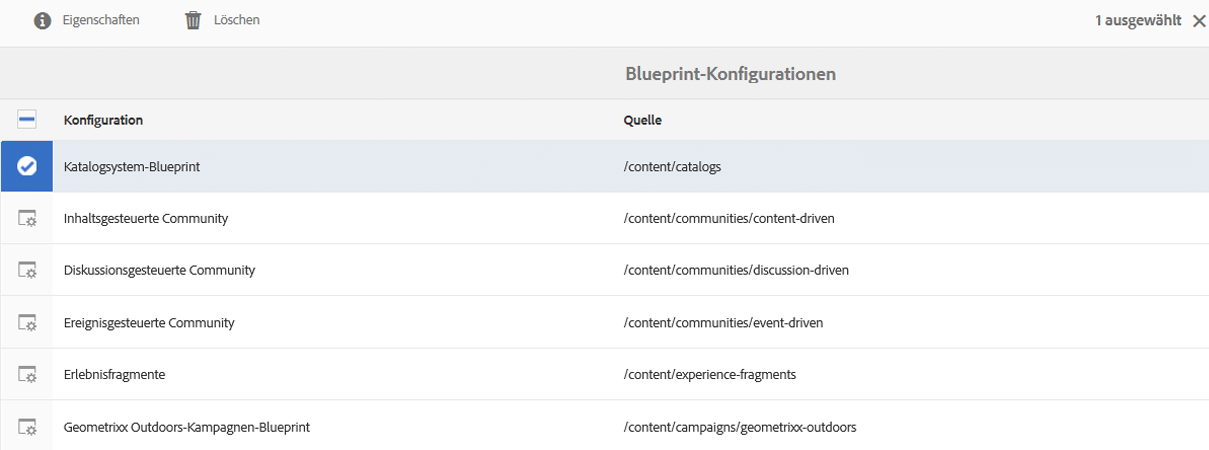 Eigenschaften Löschen 1 ausgewählt
Blueprint-Konfigurationen
Konfiguration Quelle
Katalogsystem-Blueprint /content/catalogs
Inhaltsgesteuerte Community /content/communities/content-driven
Diskussionsgesteuerte Community /content/communities/discussion-driven
Ereignisgesteuerte Community /content/communities/event-driven
Erlebnisfragmente /content/experience-fragments
Geometrixx Outdoors-Kampagnen-Blueprint /content/campaigns/geometrixx-outdoors